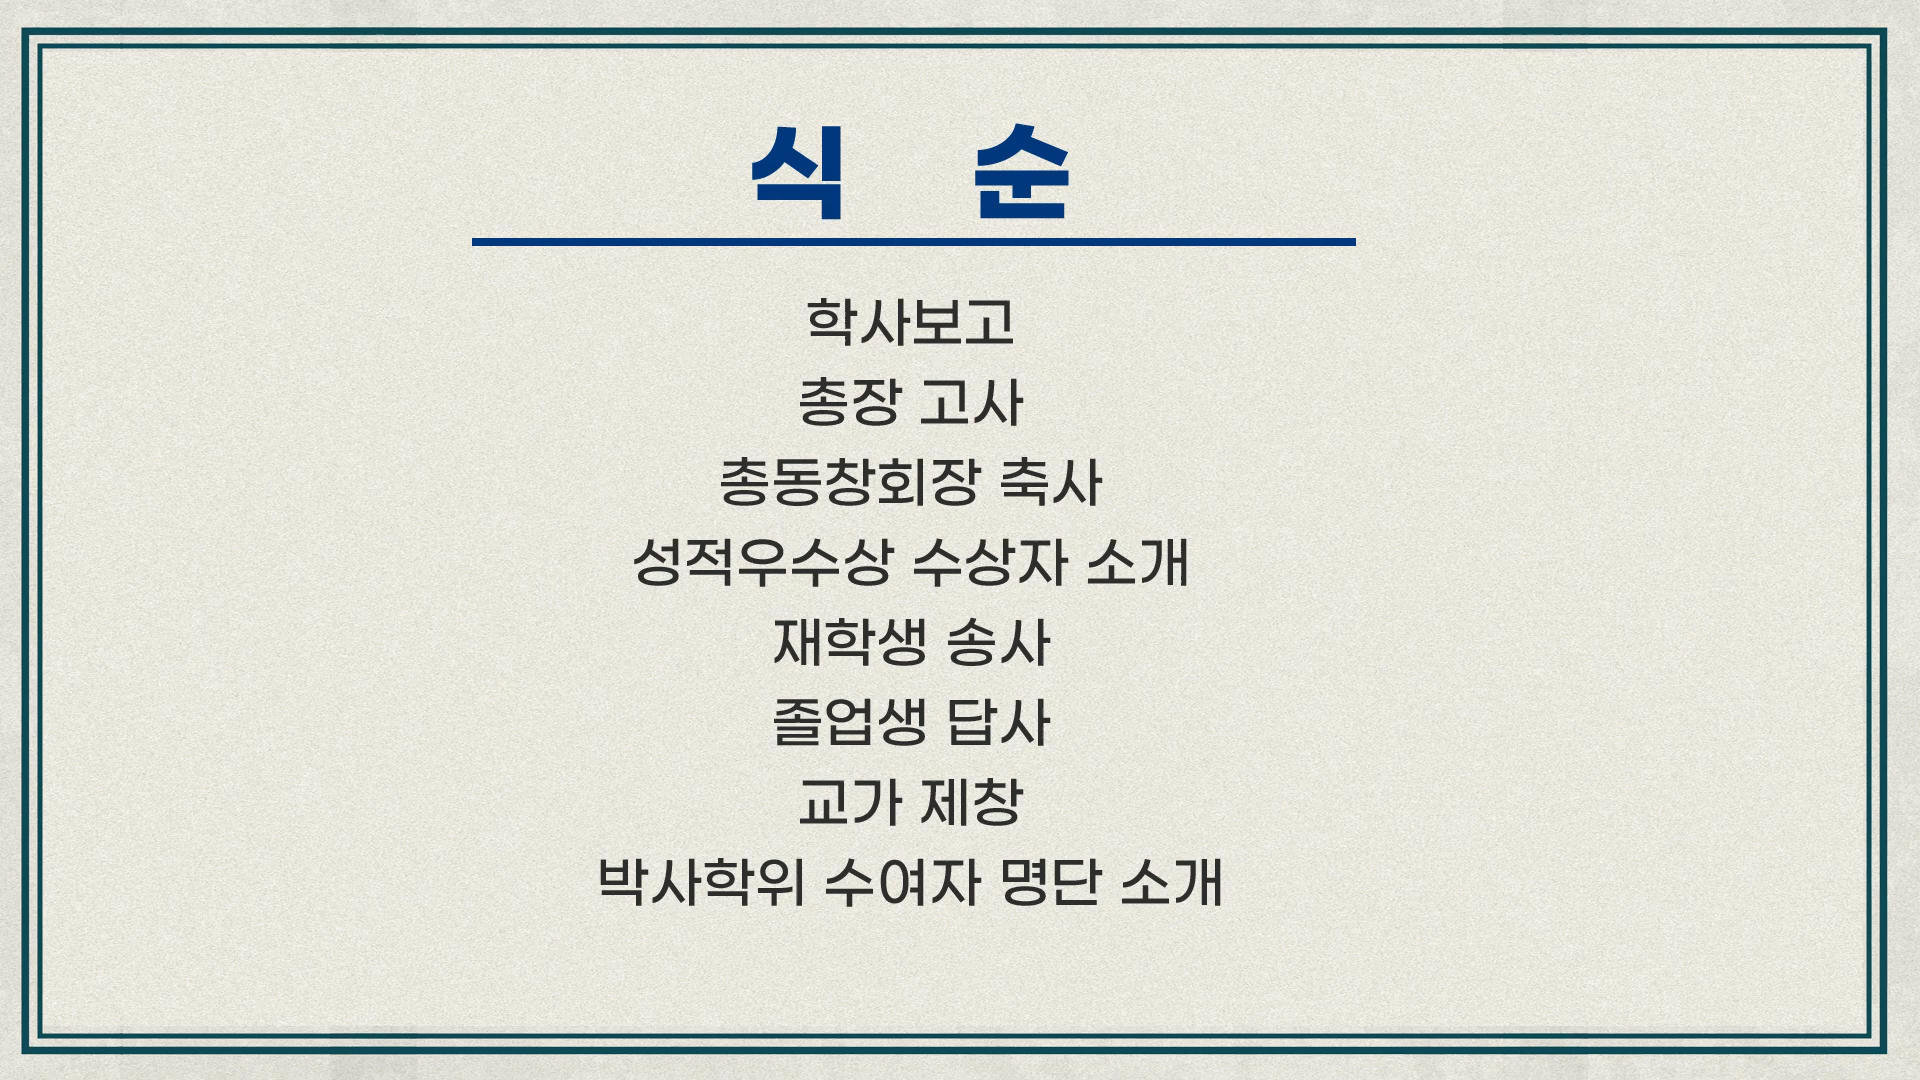 식 순
학사보고
총장 고사
총동창회장 축사
성적우수상 수상자 소개
재학생 송사
졸업생 답사
교가 제창
박사학위 수여자 명단 소개